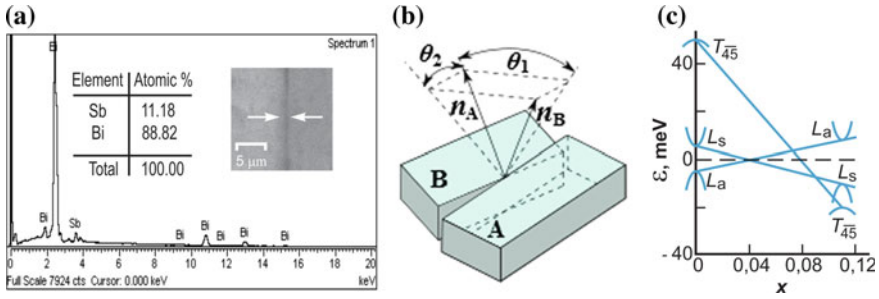 (a)
Spectrum 1
Bi
Element Atomic %
Sb 11.18
Bi 88.82
Total 100.00
5 µm
Bi
Sb
Bi
Bi
Bi
Bi
Bi
0 2 4 6 8 10 12 14 16 18 20
Full Scale 7924 cts Cursor: 0.000 keV keV
(b)
θ2 θ1
nA nB
B
A
(c)
T45
40
Ls La
0
La Ls
T45
- 40
0 0,04 0,08 0,12
ε, meV
x